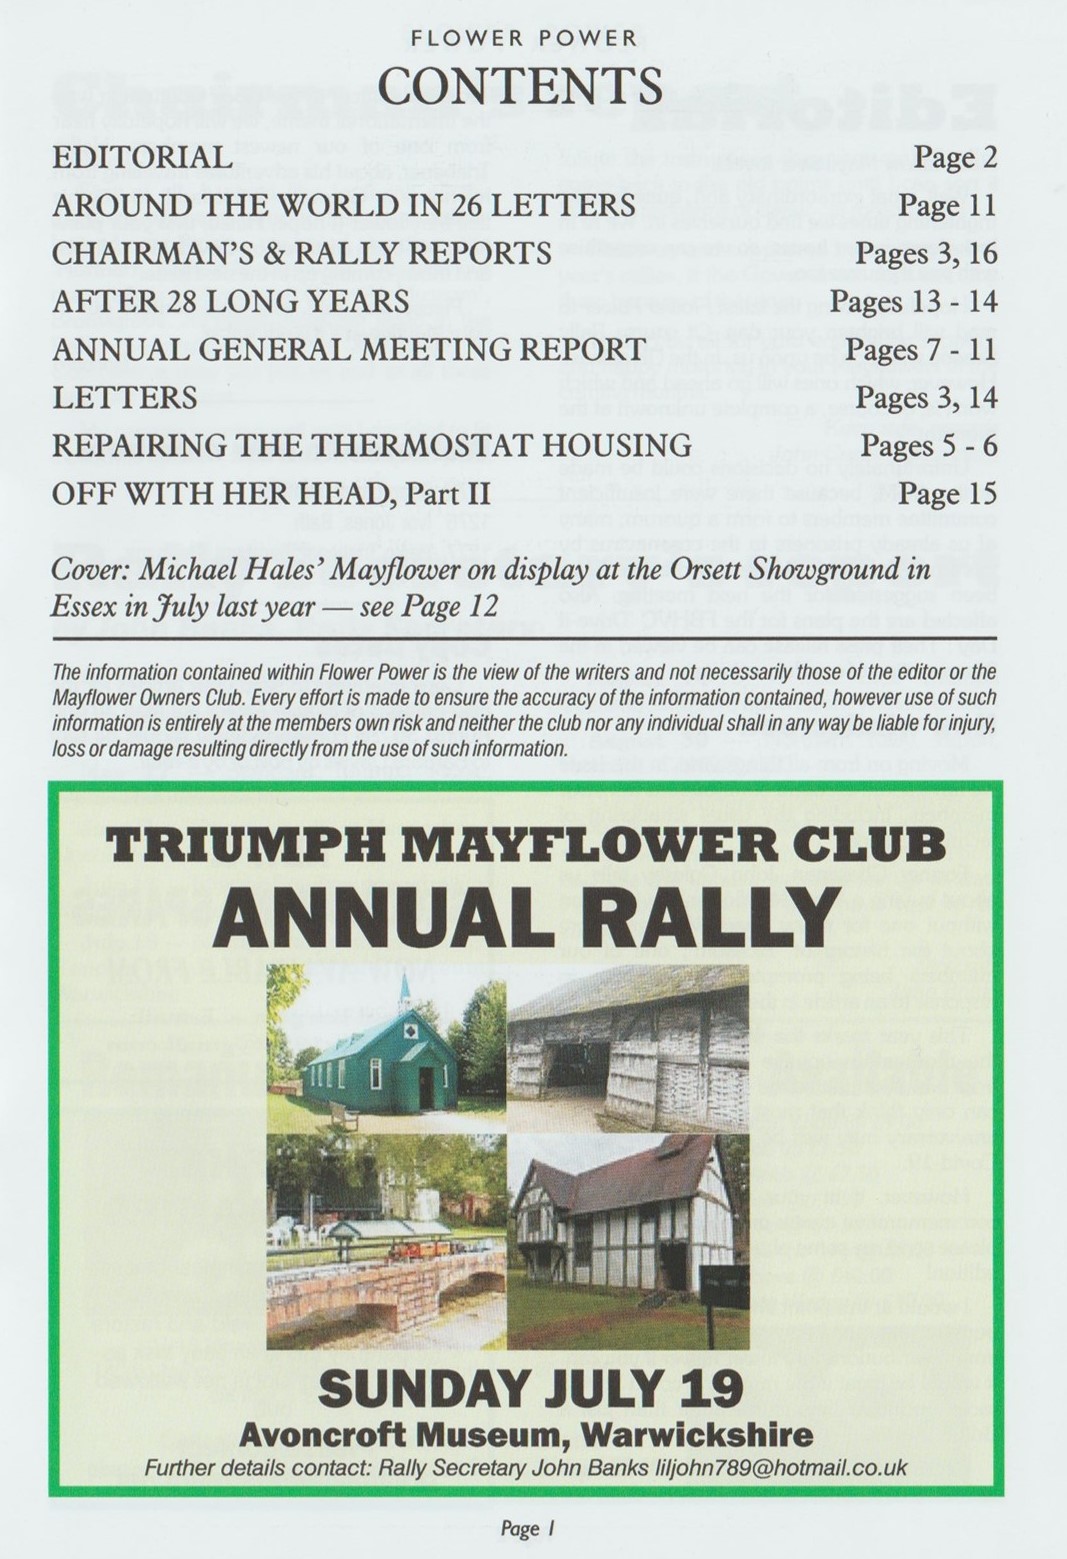 FLOWER POWER
CONTENTS
EDITORIAL Page 2
AROUND THE WORLD IN 26 LETTERS Page 11
CHAIRMAN'S & RALLY REPORTS Pages 3, 16
AFTER 28 LONG YEARS Pages 13 - 14
ANNUAL GENERAL MEETING REPORT Pages 7 - 11
LETTERS Pages 3, 14
REPAIRING THE THERMOSTAT HOUSING Pages 5 - 6
OFF WITH HER HEAD, Part II Page 15
Cover: Michael Hales' Mayflower on display at the Orsett Showground in
Essex in July last year — see Page 12
The information contained within Flower Power is the view of the writers and not necessarily those of the editor or the
Mayflower Owners Club. Every effort is made to ensure the accuracy of the information contained, however use of such
information is entirely at the members own risk and neither the club nor any individual shall in any way be liable for injury,
loss or damage resulting directly from the use of such information.
TRIUMPH MAYFLOWER CLUB
ANNUAL RALLY
SUNDAY JULY 19
Avoncroft Museum, Warwickshire
Further details contact: Rally Secretary John Banks liljohn789@hotmail.co.uk
Page 1